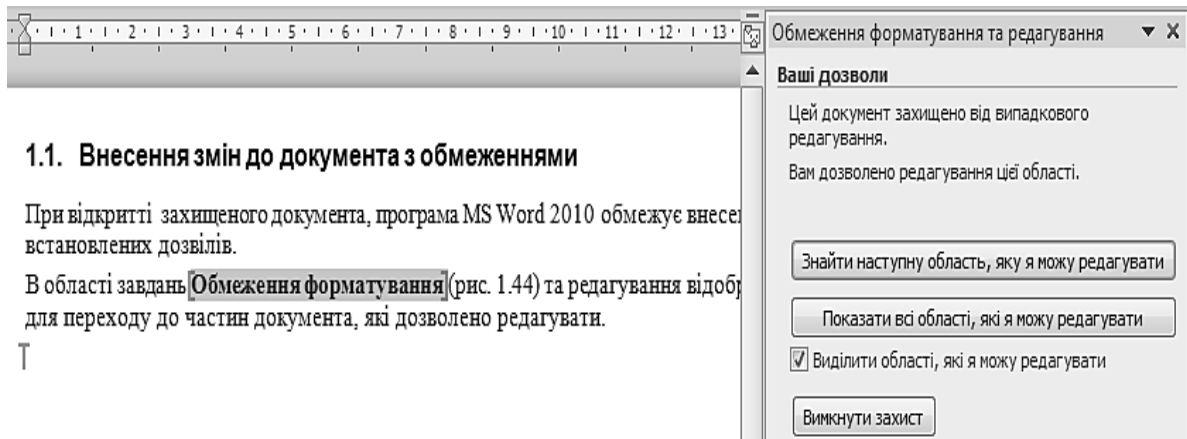 1 2 3 4 5 6 7 8 9 10 11 12 13
1.1. Внесення змін до документа з обмеженнями
При відкритті захищеного документа, програма MS Word 2010 обмежує
встановлених дозвілів.
В області завдань [Обмеження форматування] (рис. 1.44) та редагування
для переходу до частин документа, які дозволено редагувати.
Обмеження форматування та редагування
Ваші дозволи
Цей документ захищено від випадкового
редагування.
Вам дозволено редагування цієї області.
Знайти наступну область, яку я можу редагувати
Показати всі області, які я можу редагувати
Виділити області, які я можу редагувати
Вимкнути захист